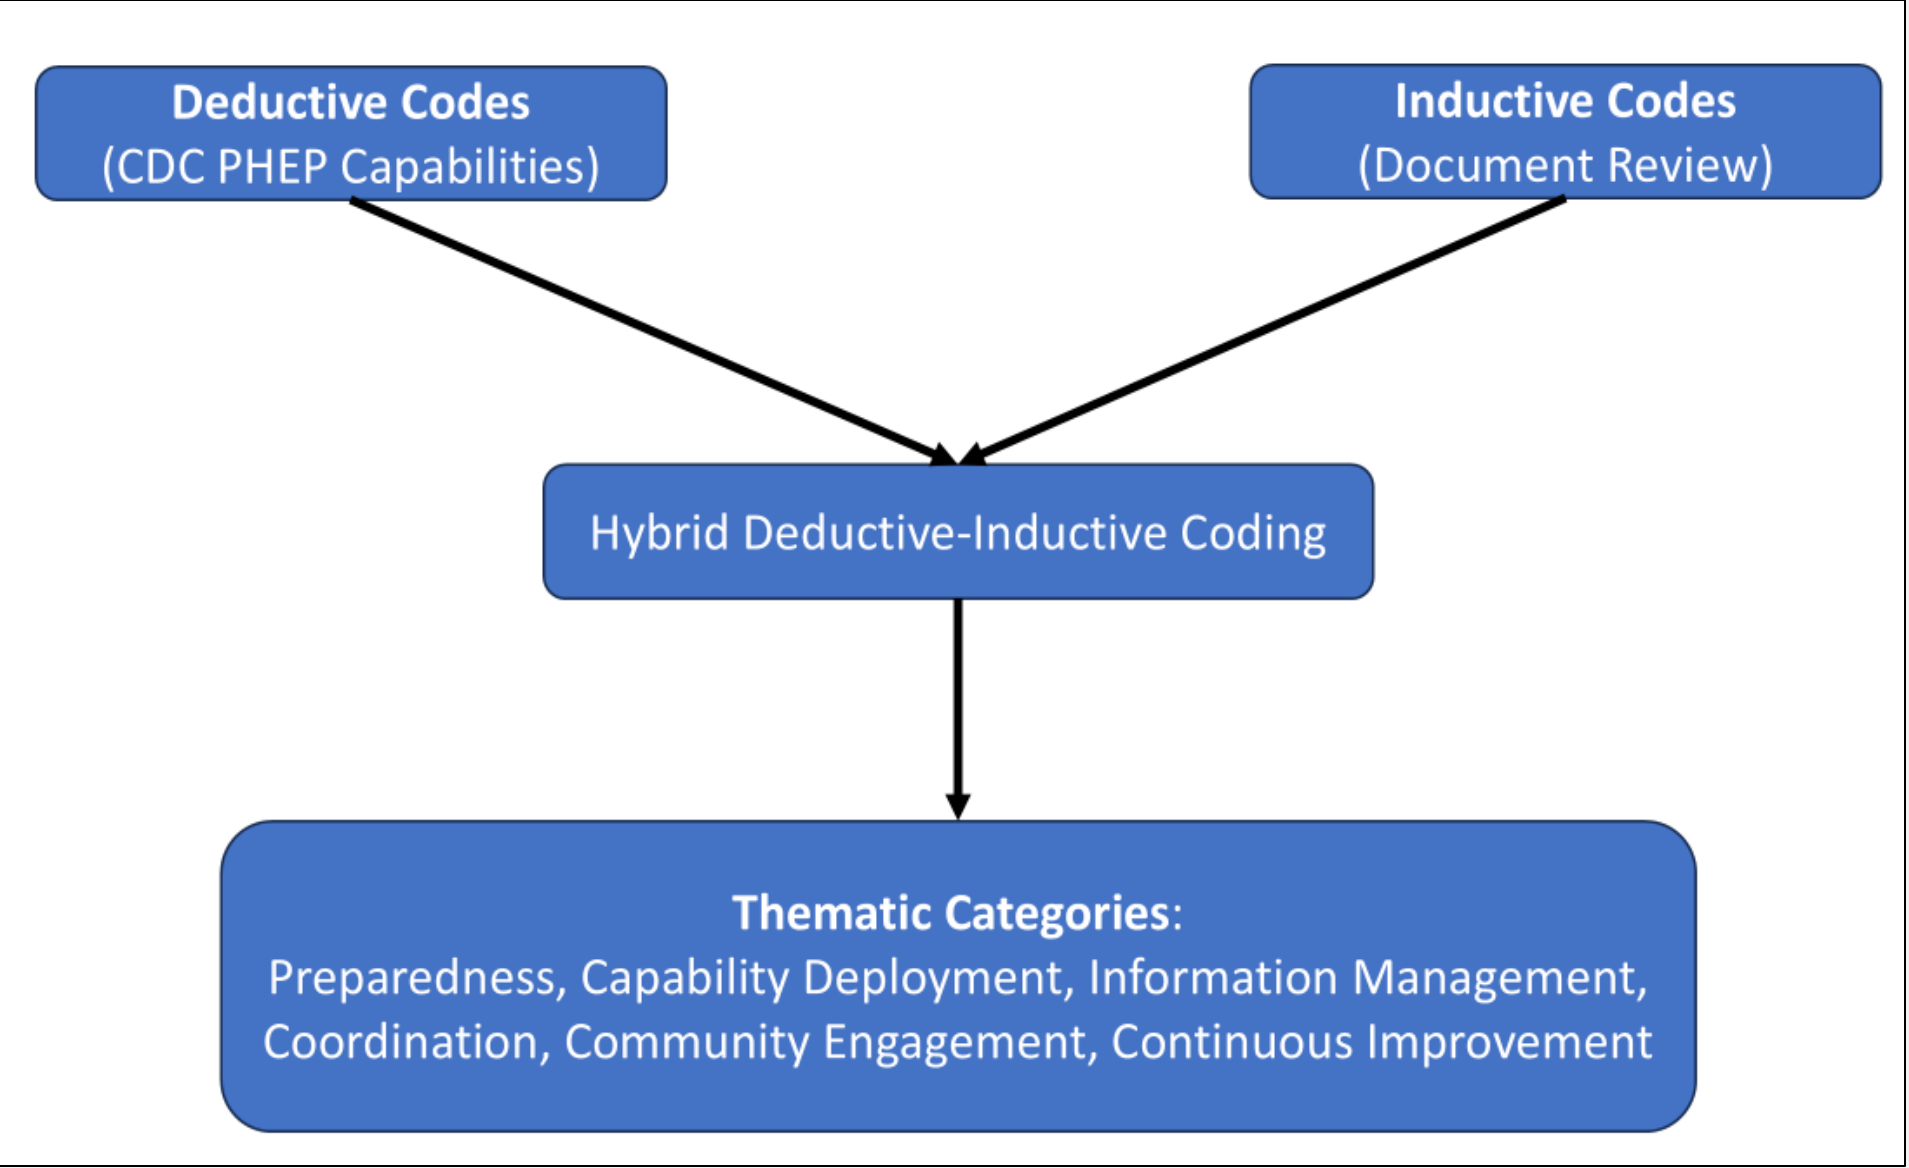 Deductive Codes
(CDC PHEP Capabilities)
Inductive Codes
(Document Review)
Hybrid Deductive-Inductive Coding
Thematic Categories:
Preparedness, Capability Deployment, Information Management,
Coordination, Community Engagement, Continuous Improvement